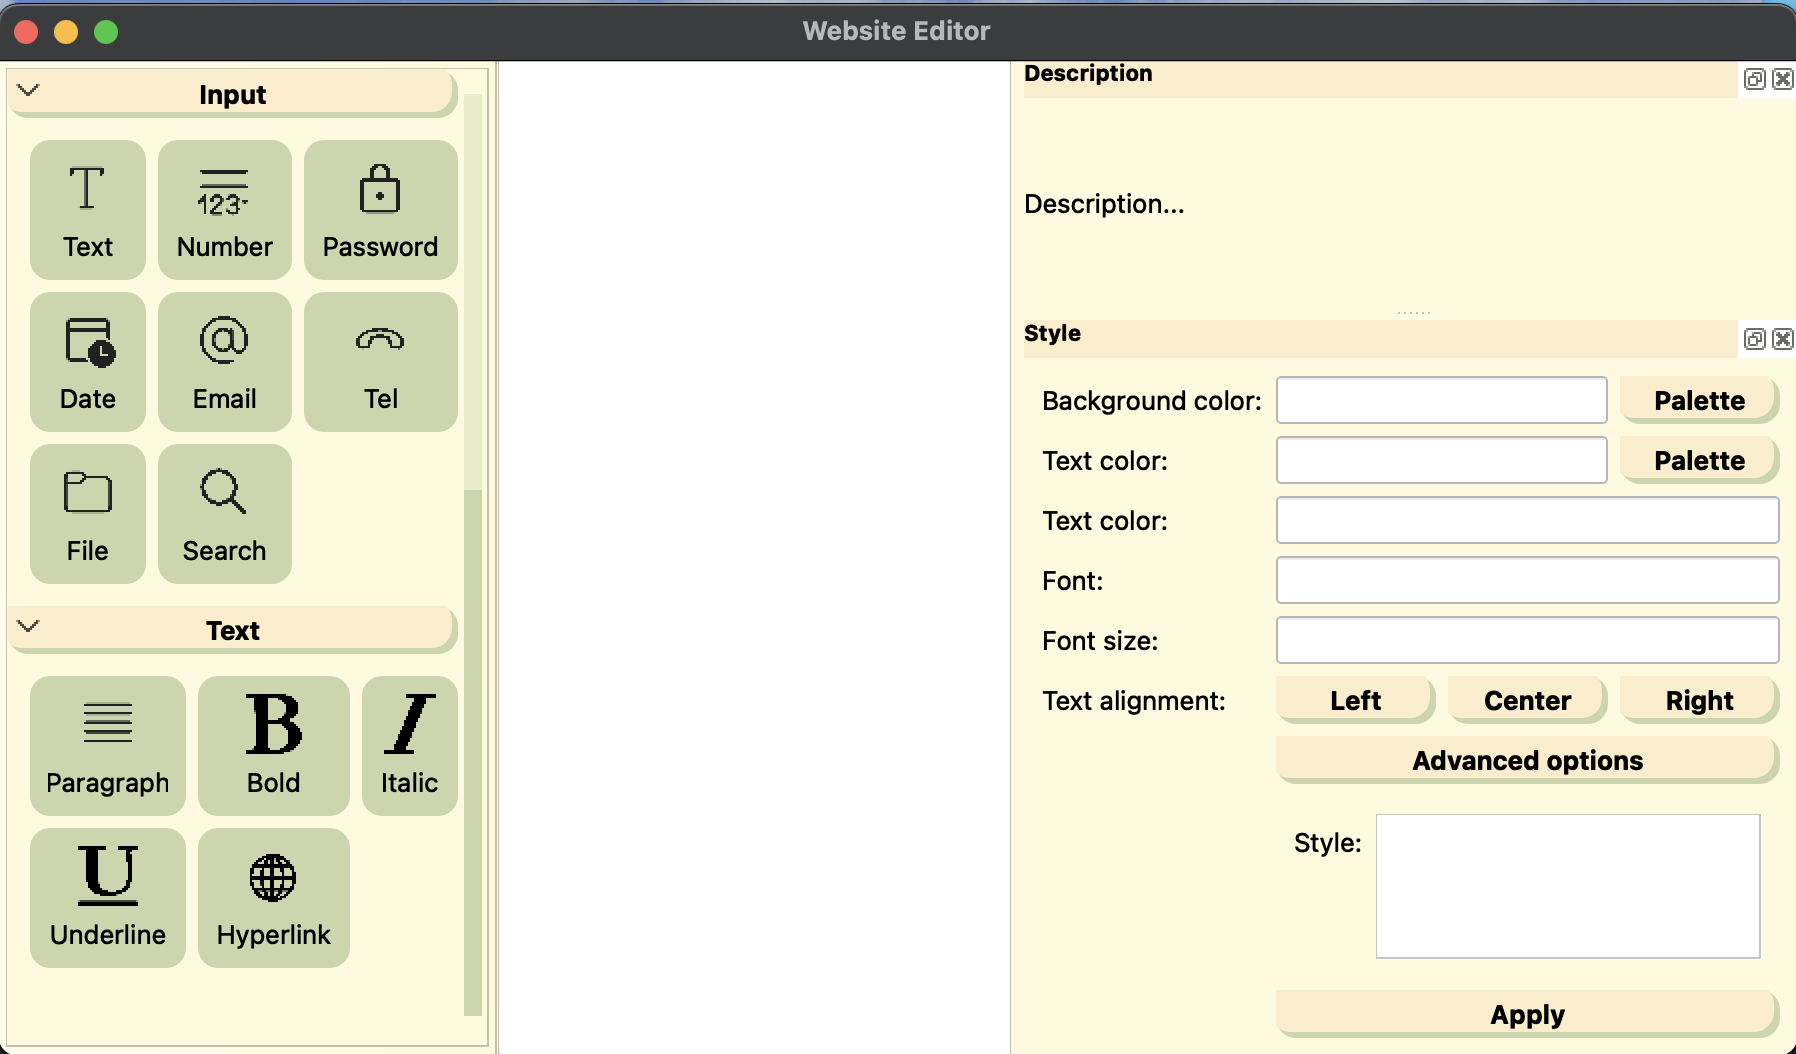 Website Editor
Input
Text
Number
Password
Date
Email
Tel
File
Search
Text
Paragraph
Bold
Italic
Underline
Hyperlink
Description
Description...
Style
Background color:
Palette
Text color:
Palette
Text color:
Font:
Font size:
Text alignment:
Left
Center
Right
Advanced options
Style:
Apply